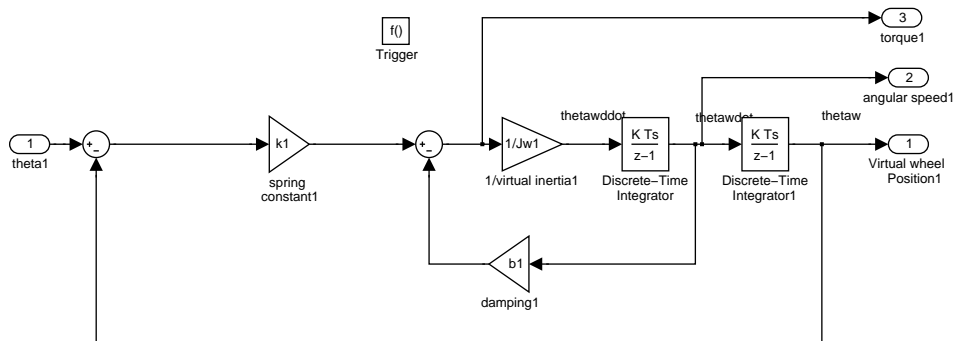 f()
Trigger
3
torque1
2
angular speed1
thetawddot
thetawdot
thetaw
1
theta1
+
−
k1
spring
constant1
+
−
1/Jw1
1/virtual inertia1
K Ts
z−1
Discrete−Time
Integrator
K Ts
z−1
Discrete−Time
Integrator1
1
Virtual wheel
Position1
b1
damping1